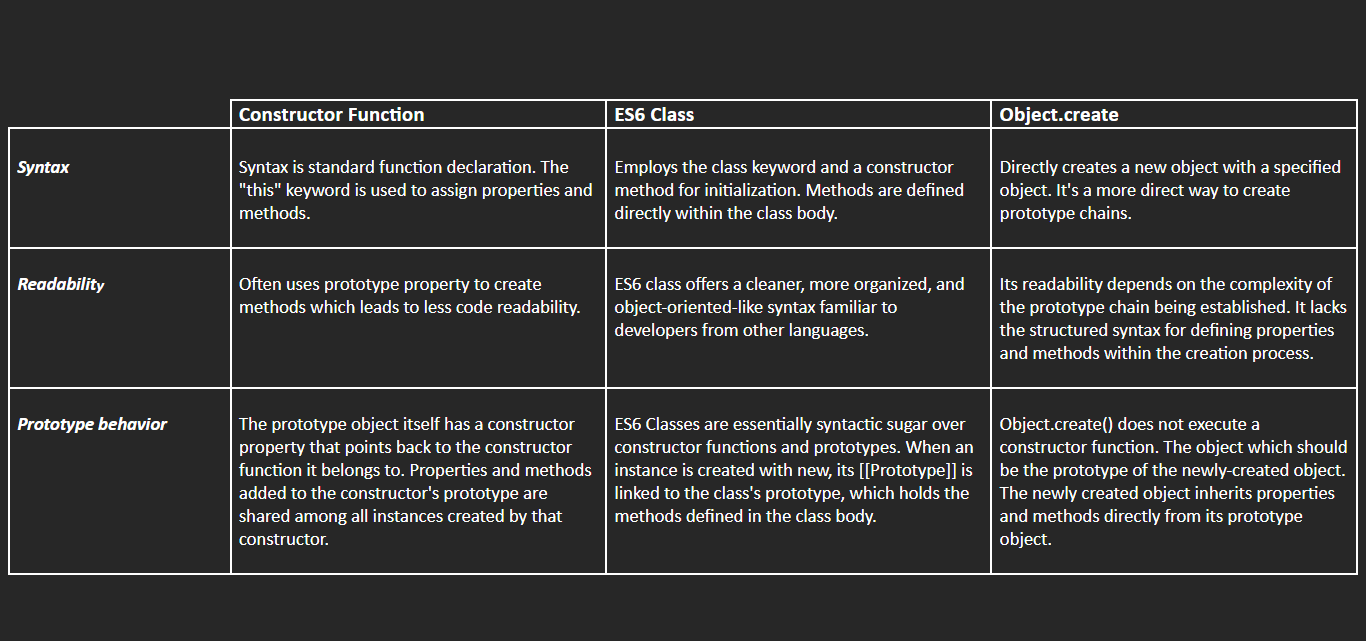 Constructor Function
ES6 Class
Object.create
Syntax
Syntax is standard function declaration. The
"this" keyword is used to assign properties and
methods.
Employs the class keyword and a constructor
method for initialization. Methods are defined
directly within the class body.
Directly creates a new object with a specified
object. It's a more direct way to create
prototype chains.
Readability
Often uses prototype property to create
methods which leads to less code readability.
ES6 class offers a cleaner, more organized, and
object-oriented-like syntax familiar to
developers from other languages.
Its readability depends on the complexity of
the prototype chain being established. It lacks
the structured syntax for defining properties
and methods within the creation process.
Prototype behavior
The prototype object itself has a constructor
property that points back to the constructor
function it belongs to. Properties and methods
added to the constructor's prototype are
shared among all instances created by that
constructor.
ES6 Classes are essentially syntactic sugar over
constructor functions and prototypes. When an
instance is created with new, its [[Prototype]] is
linked to the class's prototype, which holds the
methods defined in the class body.
Object.create() does not execute a
constructor function. The object which should
be the prototype of the newly-created object.
The newly created object inherits properties
and methods directly from its prototype
object.